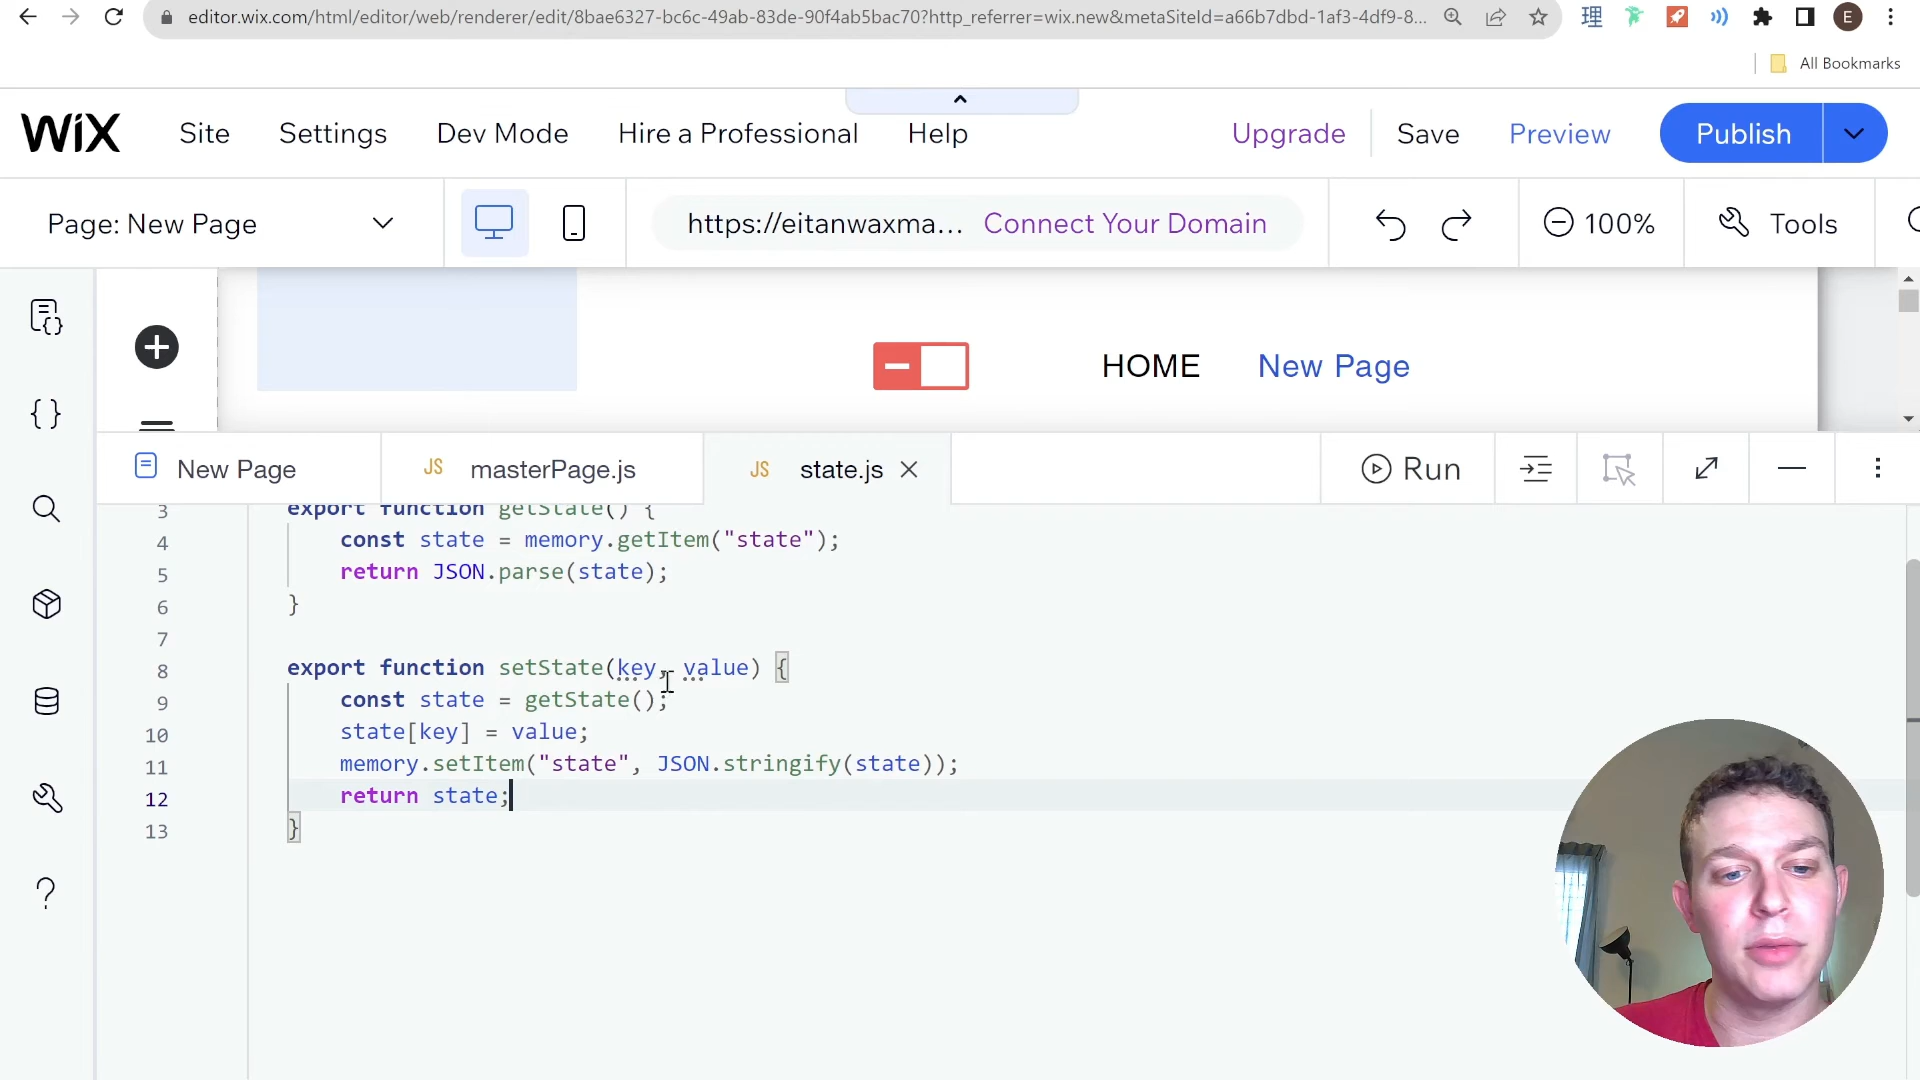 editor.wix.com/html/editor/web/renderer/edit/8bae6327-bc6c-49ab-83de-90f4ab5bac70?http_referrer=wix.new&metaSiteId=a66b7dbd-1af3-4df9-8...
理
E
All Bookmarks
WiX Site Settings Dev Mode Hire a Professional Help Upgrade Save Preview Publish
Page: New Page https://eitanwaxma... Connect Your Domain 100% Tools
HOME New Page
New Page JS masterPage.js JS state.js Run
3 export function getState() {
4 const state = memory.getItem("state");
5 return JSON.parse(state);
6 }
7
8 export function setState(key, value) {
9 const state = getState();
10 state[key] = value;
11 memory.setItem("state", JSON.stringify(state));
12 return state;
13 }